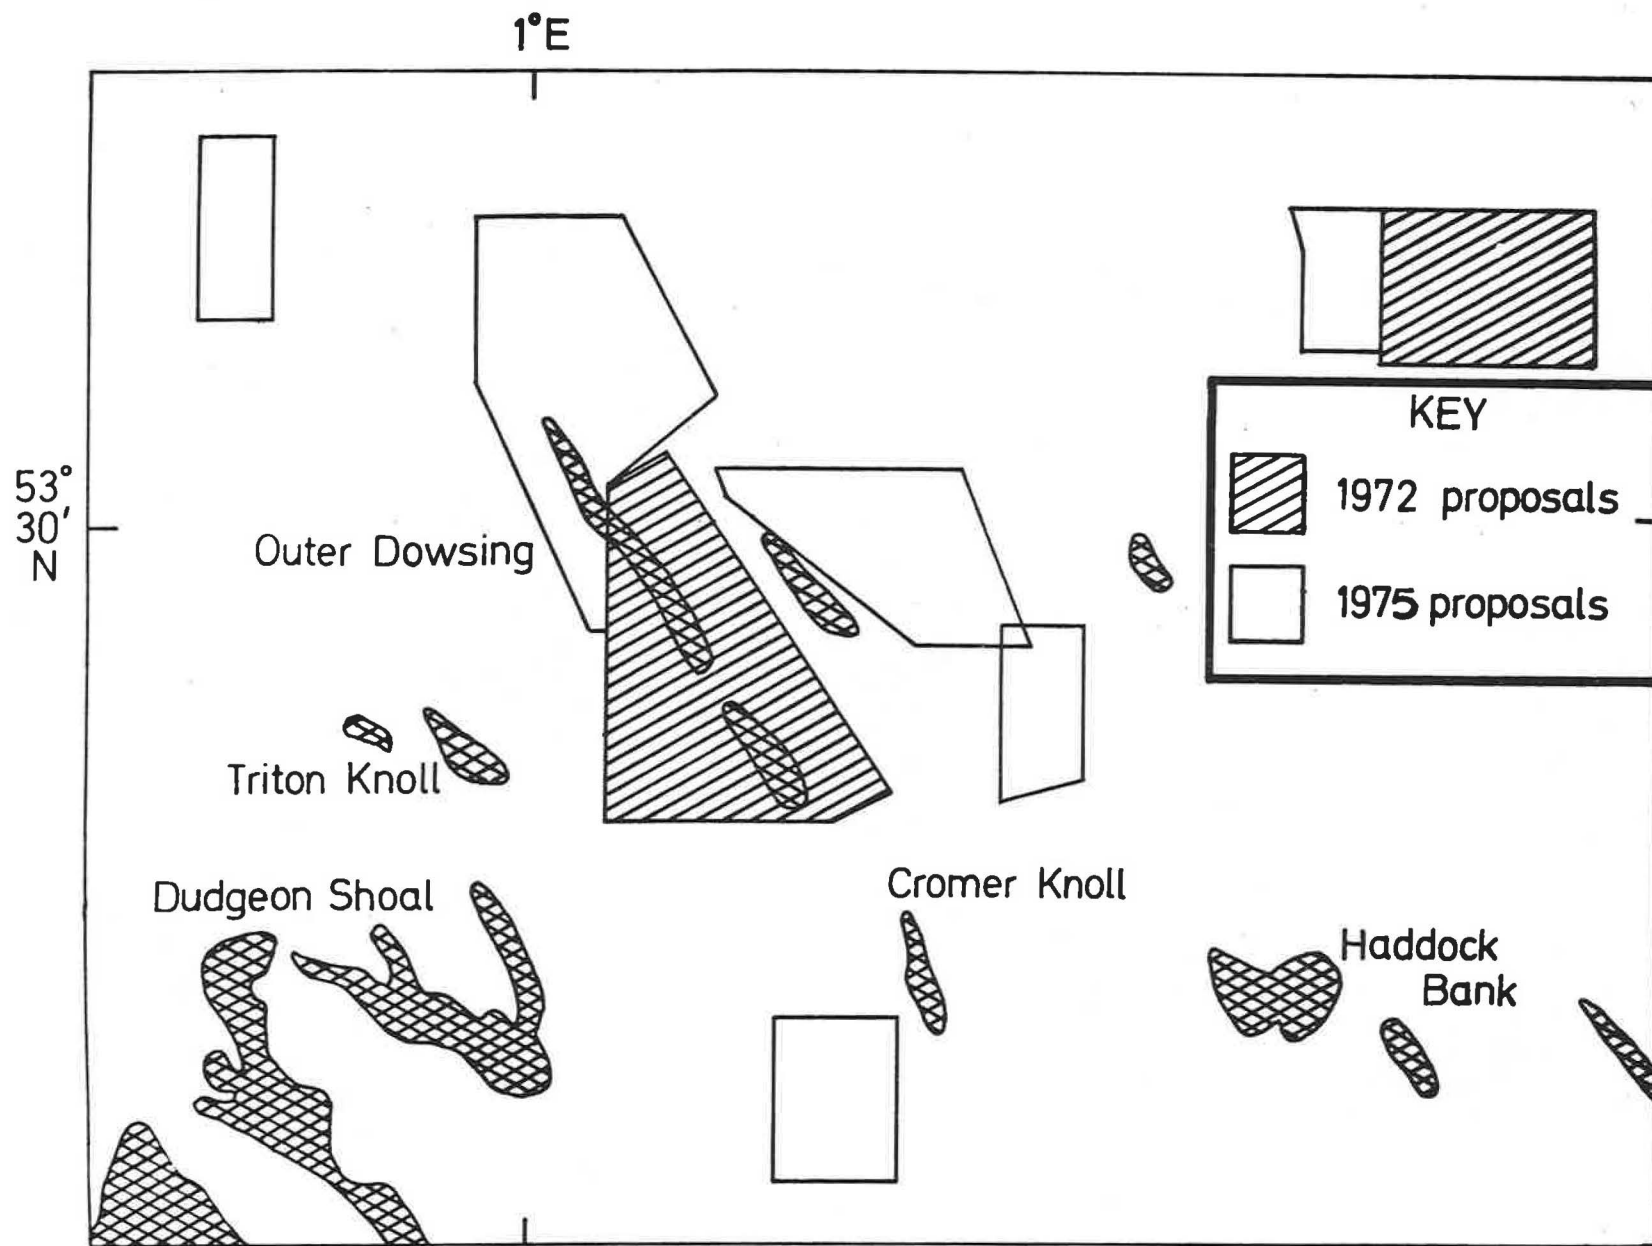 1°E
53°
30′
N
KEY
1972 proposals
1975 proposals
Outer Dowsing
Triton Knoll
Dudgeon Shoal
Cromer Knoll
Haddock
Bank